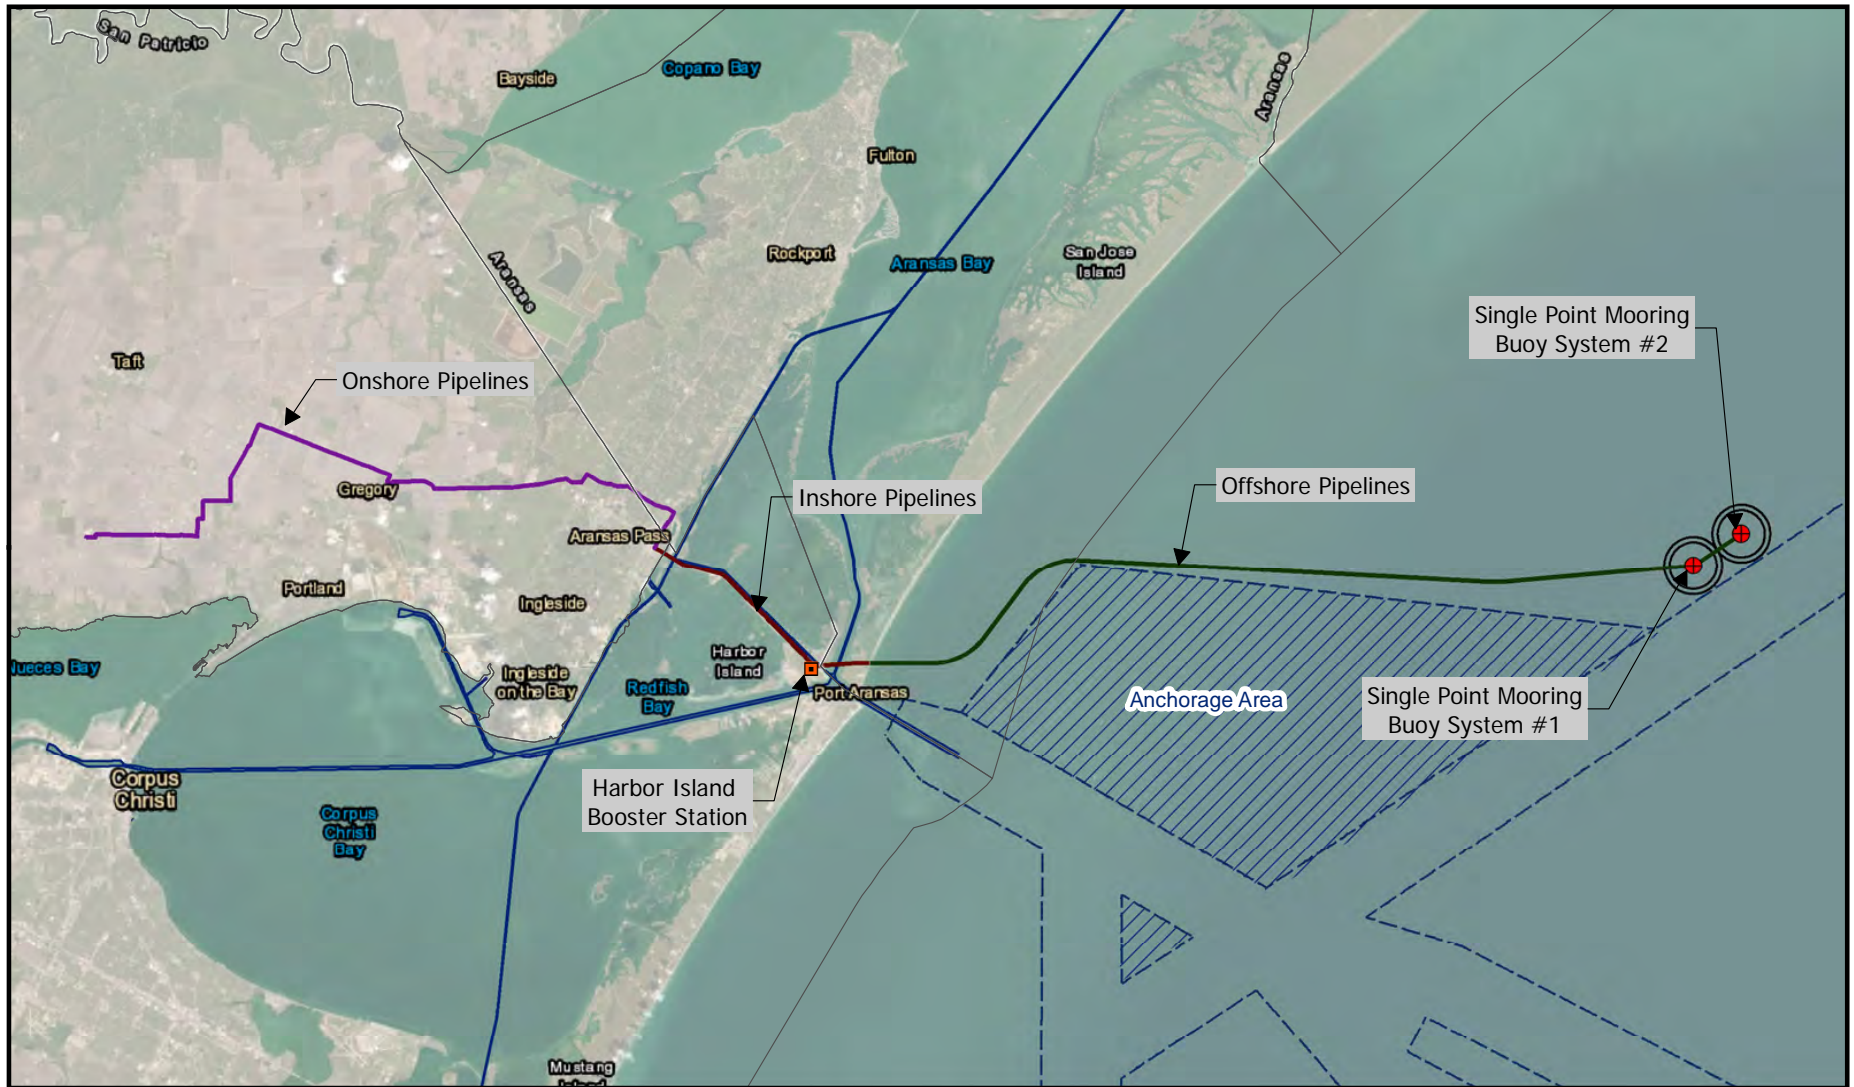 San Patricio
Bayside
Copano Bay
Aransas
Fulton
Rockport
Aransas Bay
San Jose
Island
Aransas
Single Point Mooring
Buoy System #2
Taft
Onshore Pipelines
Gregory
Inshore Pipelines
Offshore Pipelines
Aransas Pass
Portland
Ingleside
Harbor
Island
Nueces Bay
Ingleside
on the Bay
Redfish
Bay
Port Aransas
Anchorage Area
Single Point Mooring
Buoy System #1
Corpus
Christi
Harbor Island
Booster Station
Corpus
Christi
Bay
Mustang
Island